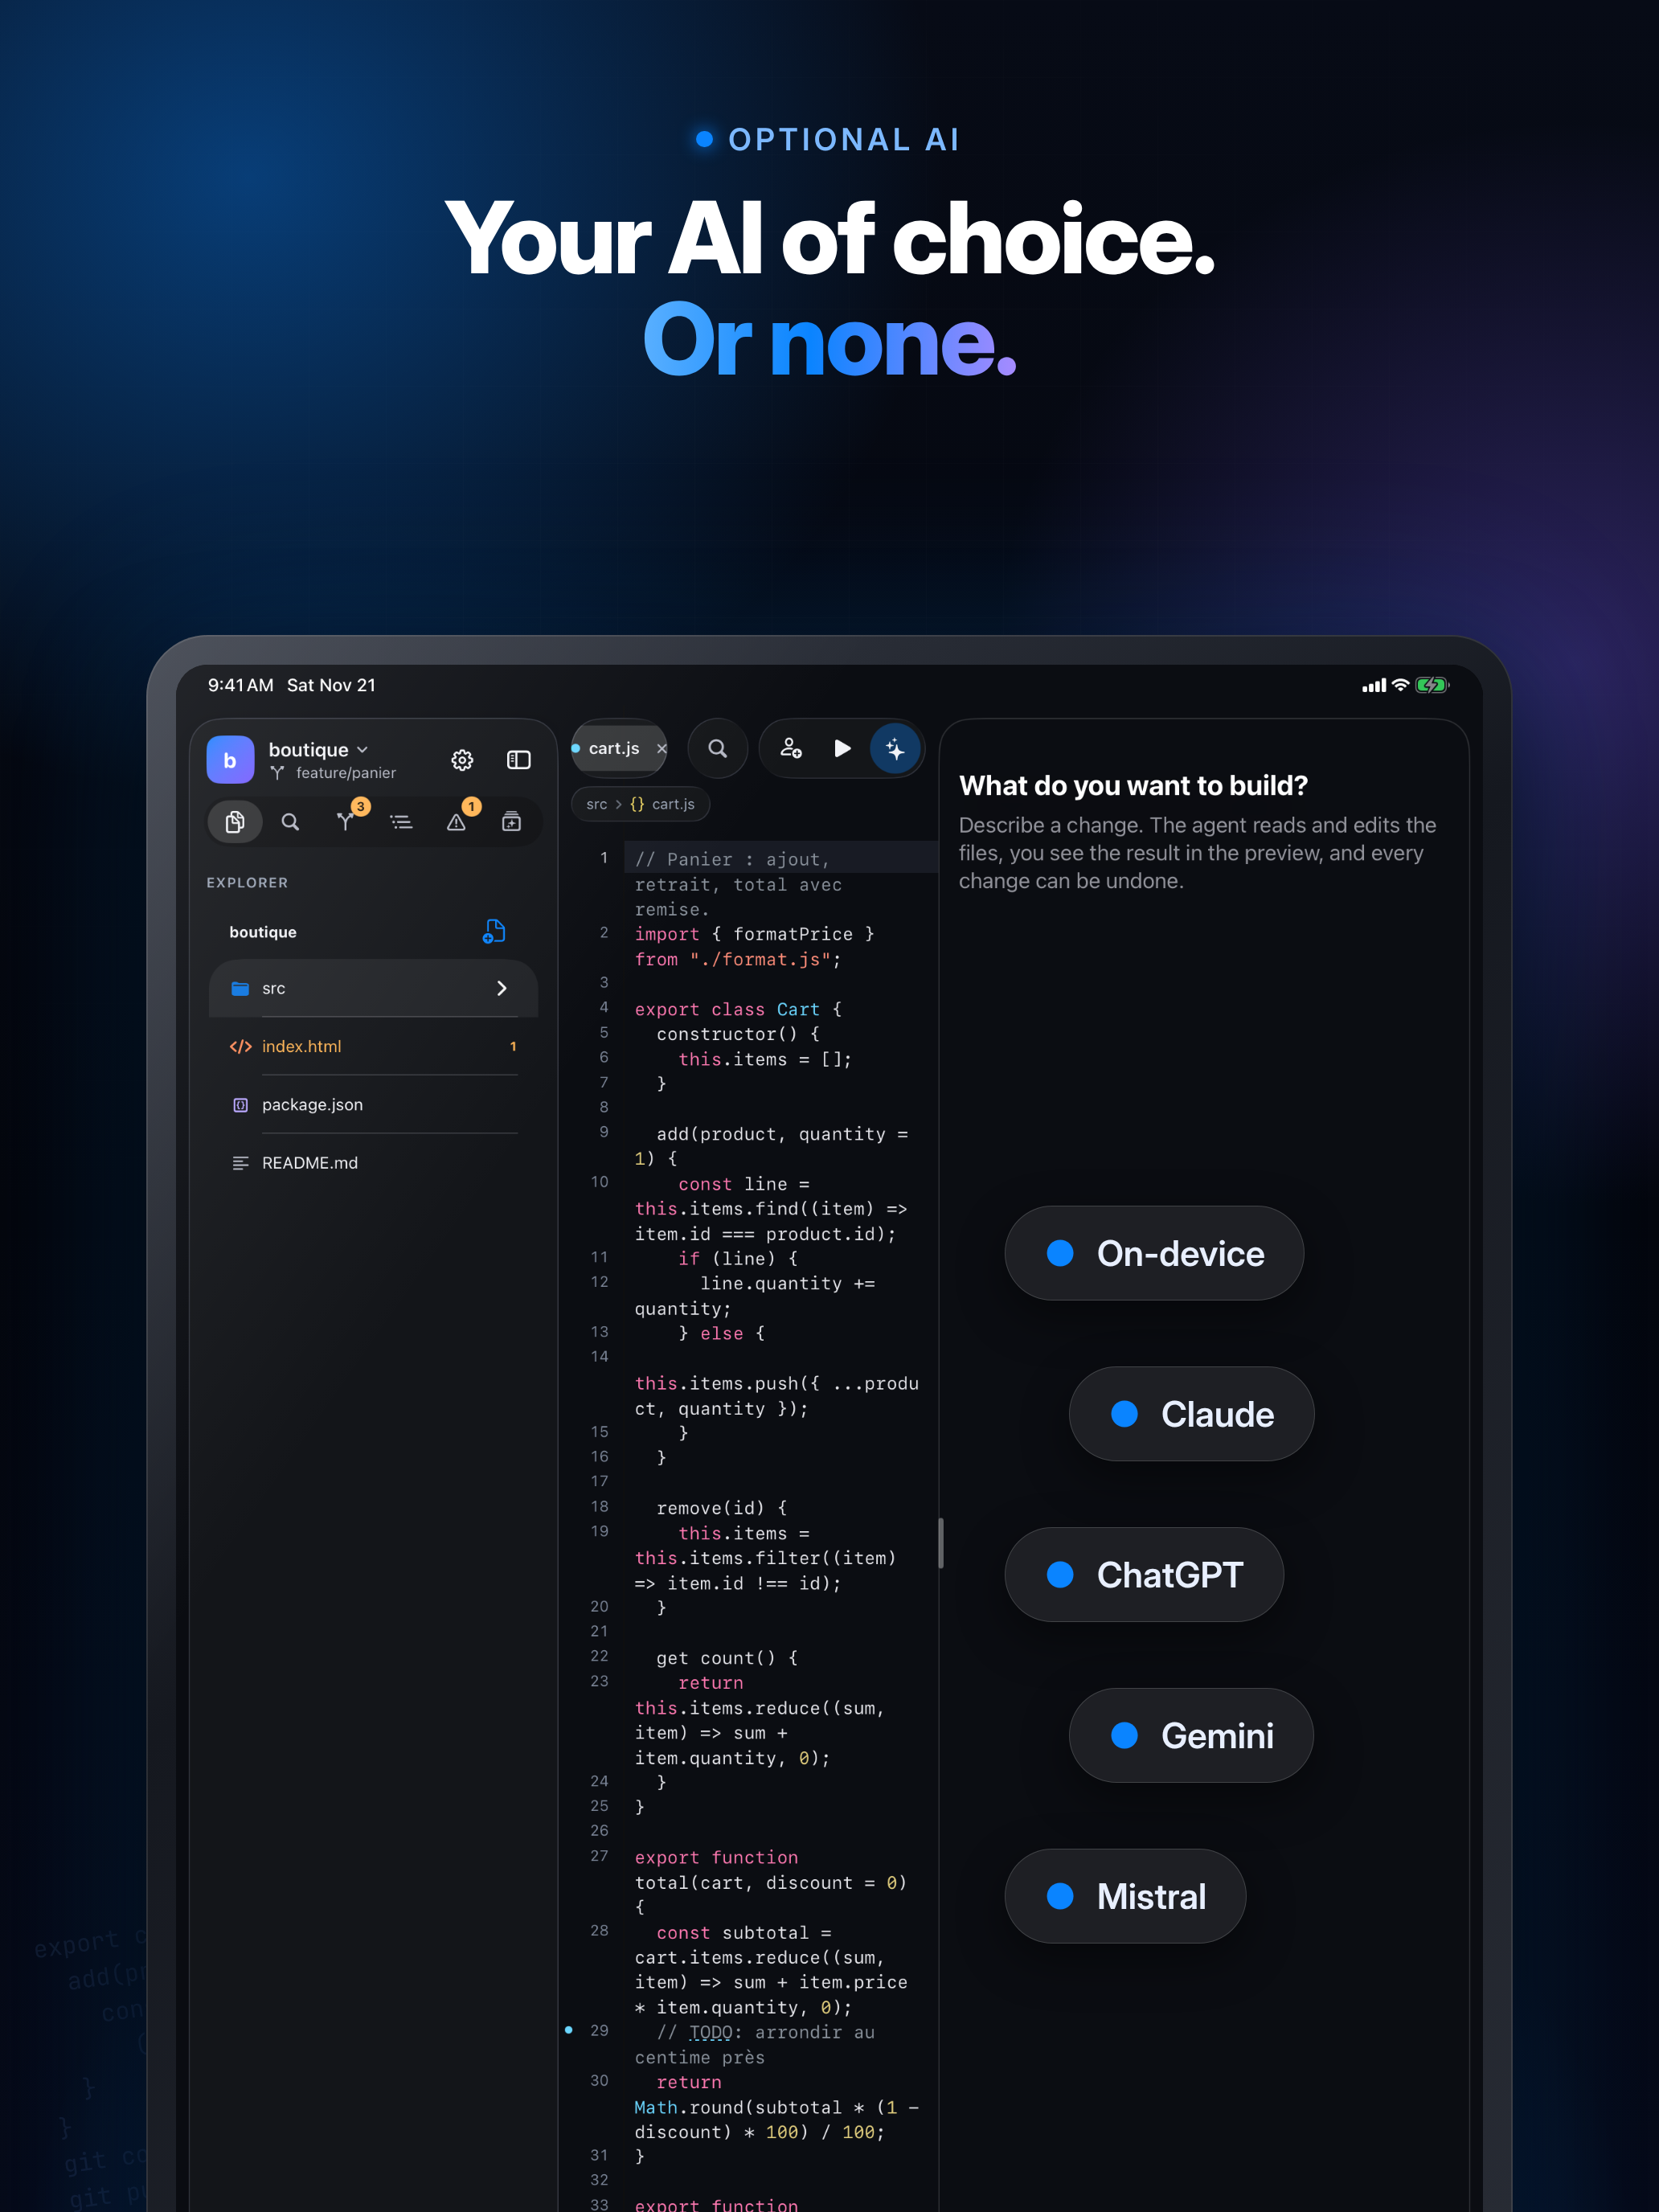 OPTIONAL AI
Your AI of choice.
Or none.
9:41 AM Sat Nov 21
b
boutique
feature/panier
3
1
EXPLORER
boutique
src
index.html 1
package.json
README.md
cart.js
src > {} cart.js
1 // Panier : ajout,
retrait, total avec
remise.
2 import { formatPrice }
from "./format.js";
3
4 export class Cart {
5 constructor() {
6 this.items = [];
7 }
8
9 add(product, quantity =
1) {
10 const line =
this.items.find((item) =>
item.id === product.id);
11 if (line) {
12 line.quantity +=
quantity;
13 } else {
14
this.items.push({ ...produ
ct, quantity });
15 }
16 }
17
18 remove(id) {
19 this.items =
this.items.filter((item)
=> item.id !== id);
20 }
21
22 get count() {
23 return
this.items.reduce((sum,
item) => sum +
item.quantity, 0);
24 }
25 }
26
27 export function
total(cart, discount = 0)
{
28 const subtotal =
cart.items.reduce((sum,
item) => sum + item.price
* item.quantity, 0);
29 // TODO: arrondir au
centime près
30 return
Math.round(subtotal * (1 -
discount) * 100) / 100;
31 }
32
33 export function
What do you want to build?
Describe a change. The agent reads and edits the
files, you see the result in the preview, and every
change can be undone.
On-device
Claude
ChatGPT
Gemini
Mistral
export c
add(pr
con
(
}
}
git co
git pu